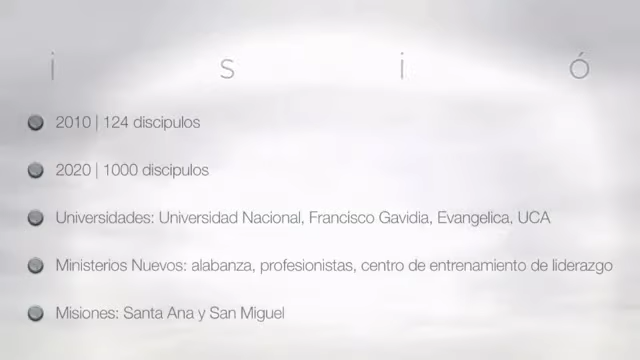 i s i ó
2010 | 124 discipulos
2020 | 1000 discipulos
Universidades: Universidad Nacional, Francisco Gavidia, Evangelica, UCA
Ministerios Nuevos: alabanza, profesionistas, centro de entrenamiento de liderazgo
Misiones: Santa Ana y San Miguel